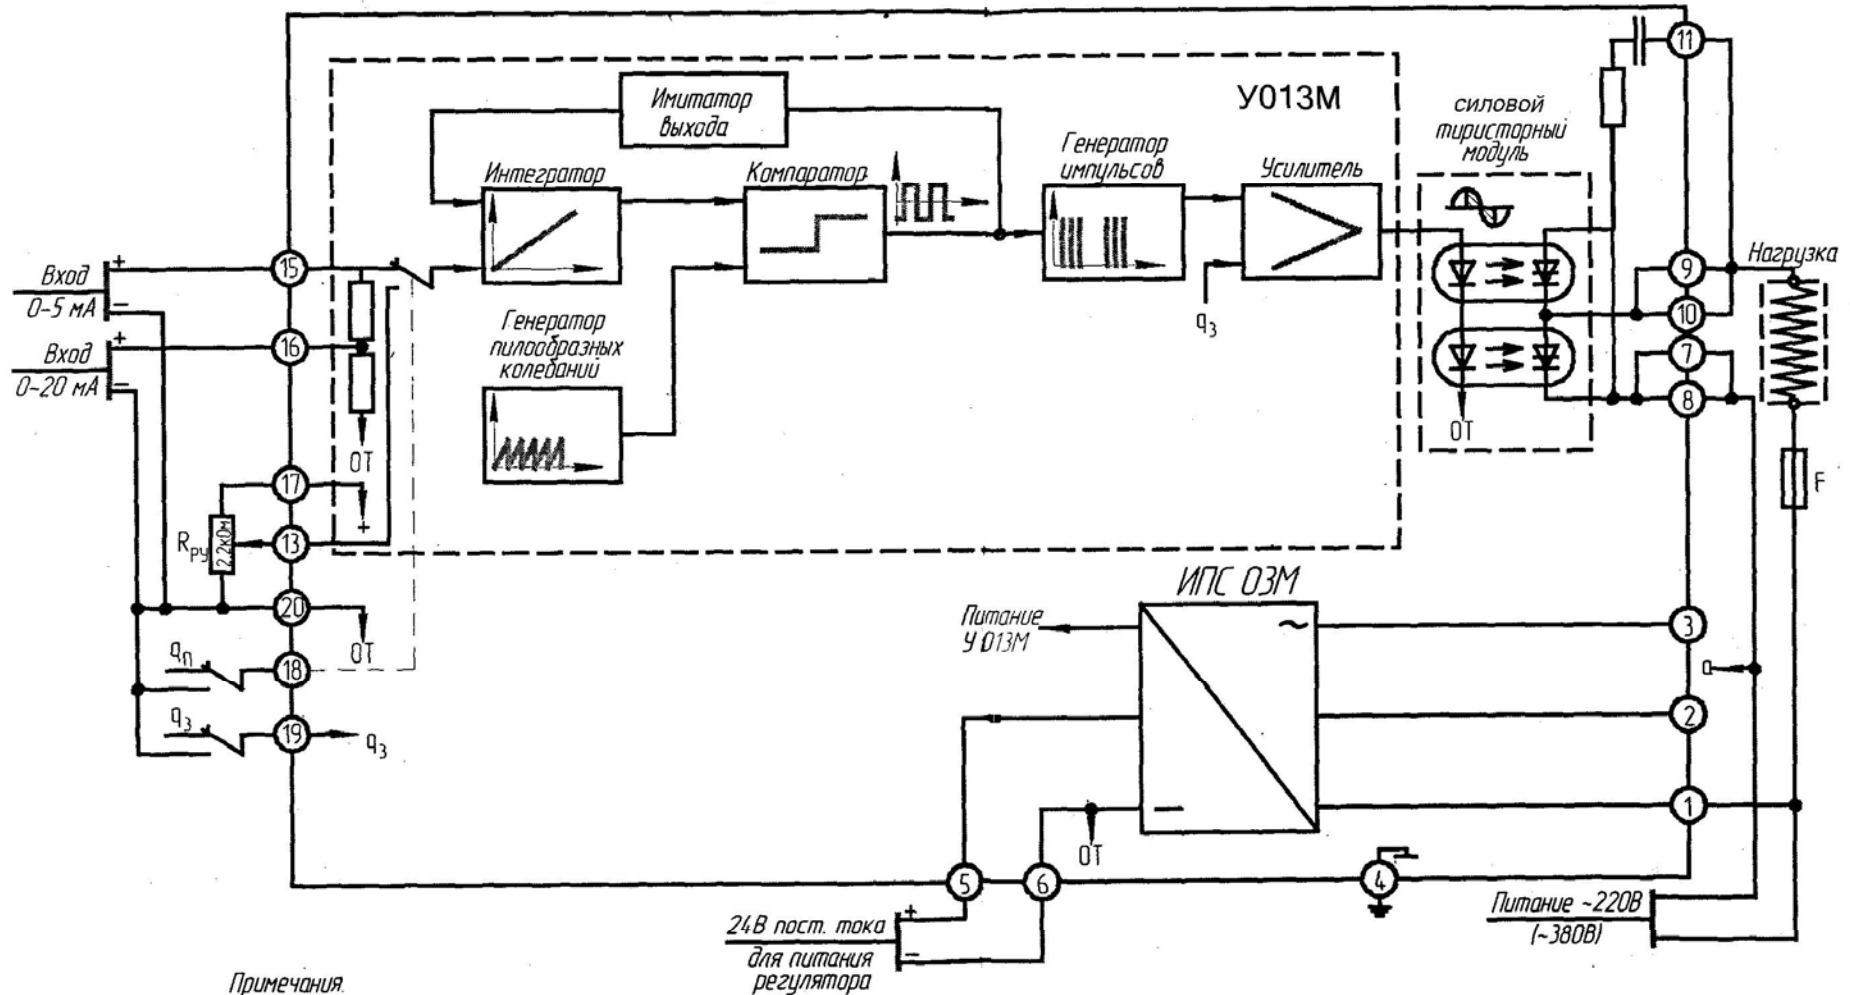 11
У013М
Имитатор
выхода
силовой
тиристорный
модуль
Генератор
импульсов
Усилитель
Интегратор
Компаратор
Вход
0-5 мА
+
−
15
9
Нагрузка
10
q₃
Генератор
пилообразных
колебаний
Вход
0-20 мА
+
−
16
7
8
ОТ
ОТ
17
+
F
Rру
2,2кОм
13
20
ОТ
ИПС 03М
Питание
У013М
~
3
qп
18
а
q₃
19
q₃
2
−
1
ОТ
5
6
4
24В пост. тока
для питания
регулятора
+
−
Питание ~220В
(~380В)
Примечания.